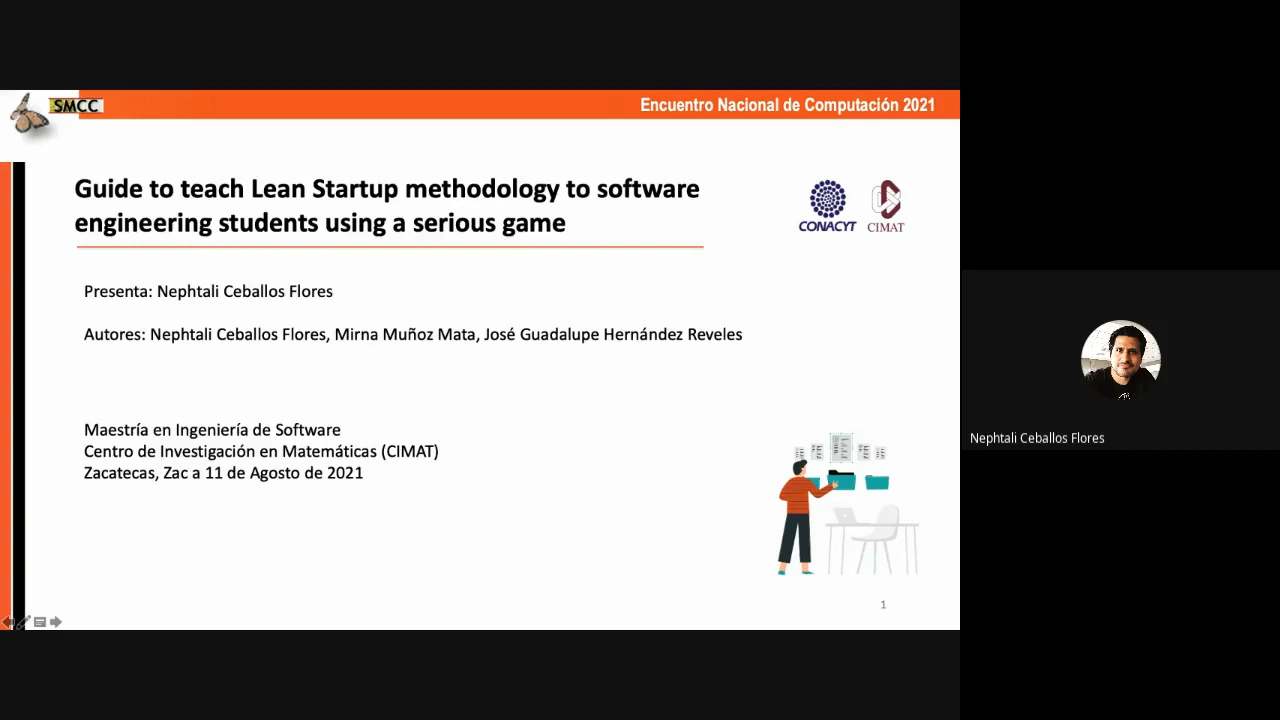 SMCC
Encuentro Nacional de Computación 2021
Guide to teach Lean Startup methodology to software
engineering students using a serious game
CONACYT
CIMAT
Presenta: Nephtali Ceballos Flores
Autores: Nephtali Ceballos Flores, Mirna Muñoz Mata, José Guadalupe Hernández Reveles
Maestría en Ingeniería de Software
Centro de Investigación en Matemáticas (CIMAT)
Zacatecas, Zac a 11 de Agosto de 2021
1
Nephtali Ceballos Flores